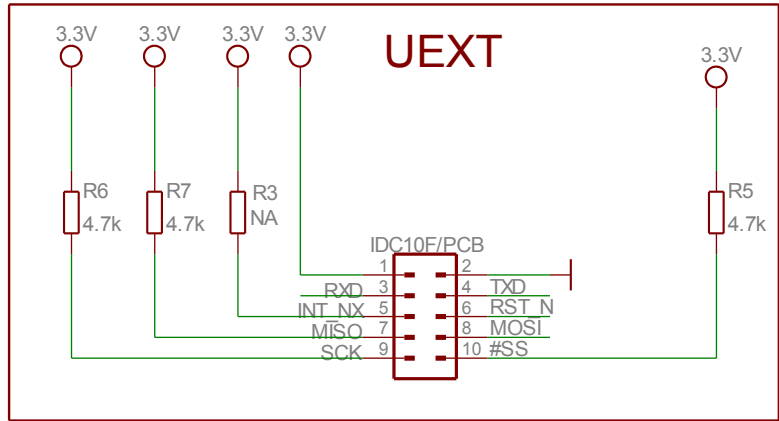 3.3V 3.3V 3.3V 3.3V
UEXT
3.3V
R6
4.7k
R7
4.7k
R3
NA
R5
4.7k
IDC10F/PCB
1 2
RXD 3 4 TXD
INT_NX 5 6 RST_N
MISO 7 8 MOSI
SCK 9 10 #SS